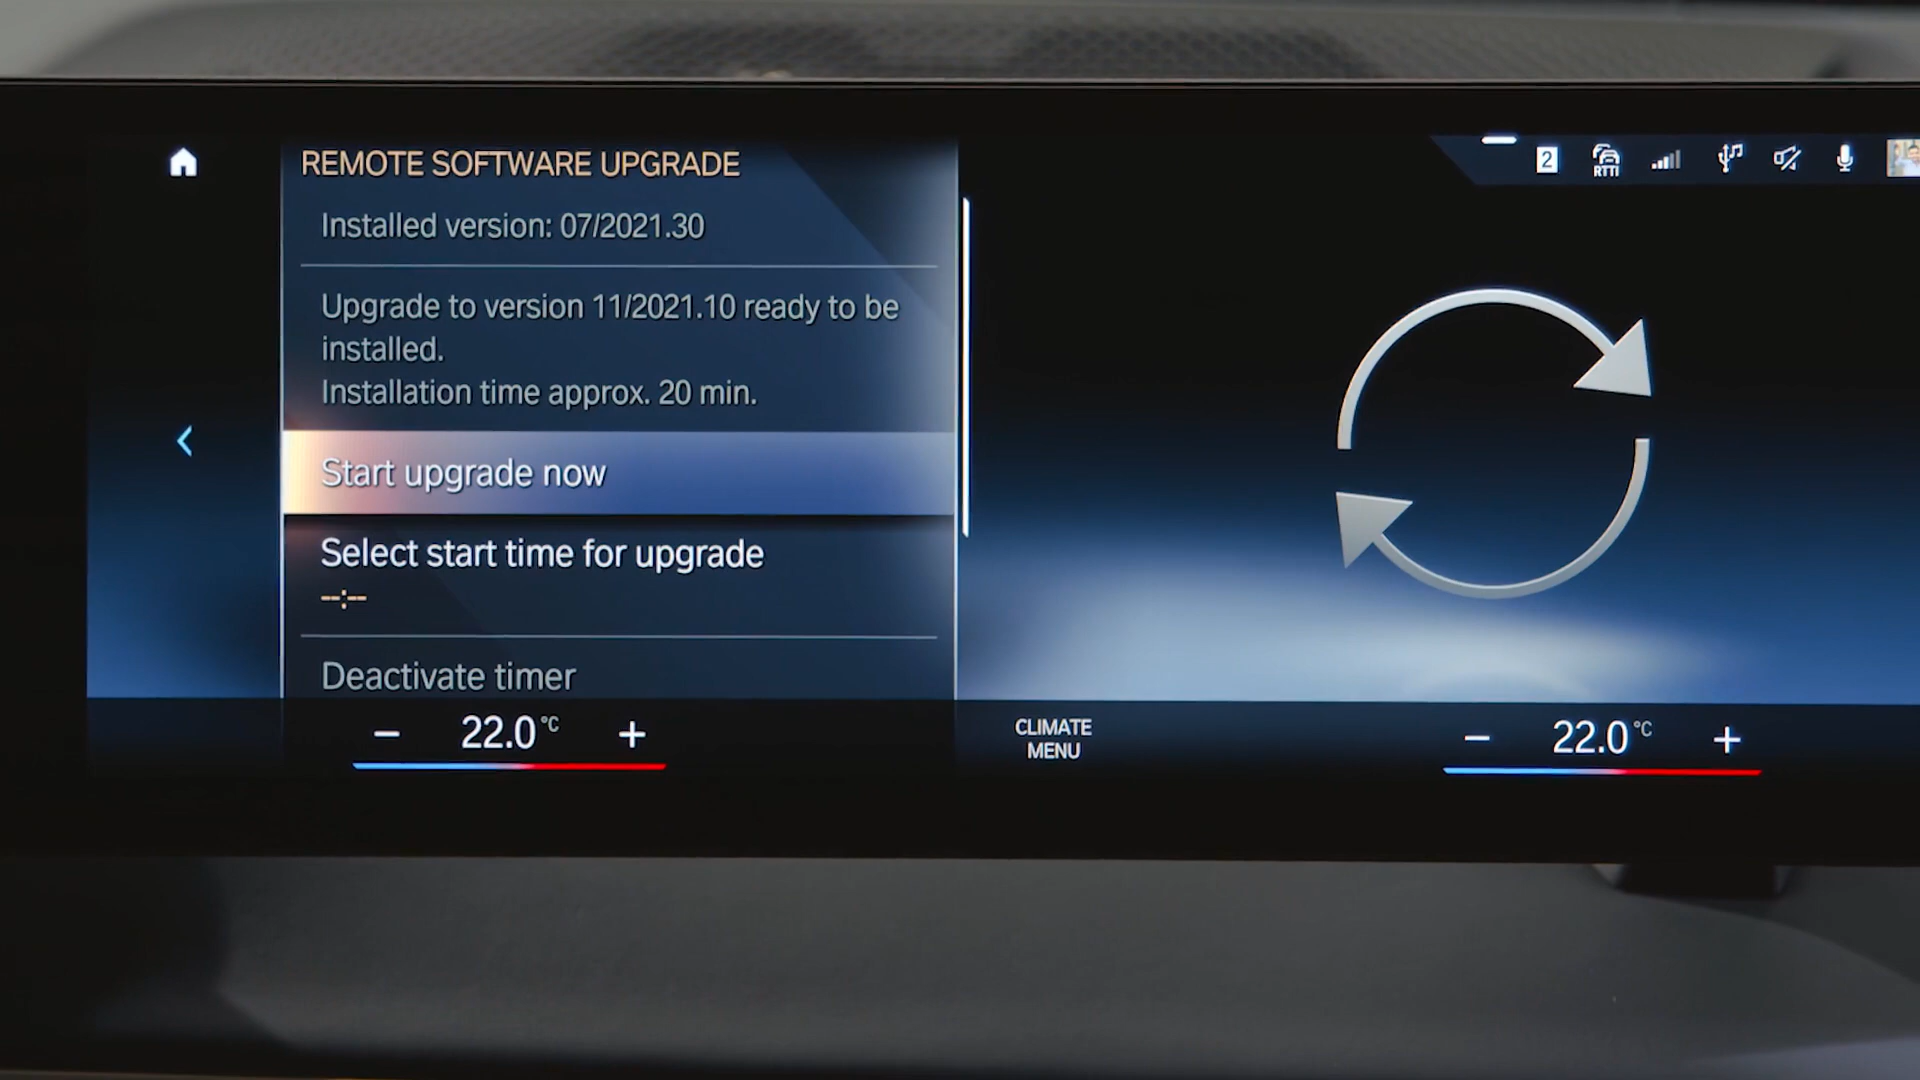 REMOTE SOFTWARE UPGRADE
2
RTTI
Installed version: 07/2021.30
Upgrade to version 11/2021.10 ready to be
installed.
Installation time approx. 20 min.
Start upgrade now
Select start time for upgrade
--:--
Deactivate timer
- 22.0 °C +
CLIMATE
MENU
- 22.0 °C +